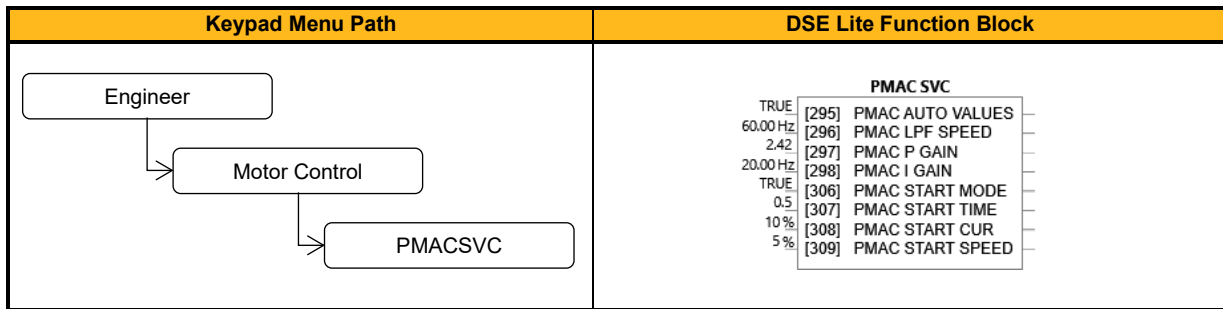 Keypad Menu Path
DSE Lite Function Block
Engineer
Motor Control
PMACSVC
PMAC SVC
TRUE [295] PMAC AUTO VALUES
60.00 Hz [296] PMAC LPF SPEED
2.42 [297] PMAC P GAIN
20.00 Hz [298] PMAC I GAIN
TRUE [306] PMAC START MODE
0.5 [307] PMAC START TIME
10 % [308] PMAC START CUR
5 % [309] PMAC START SPEED